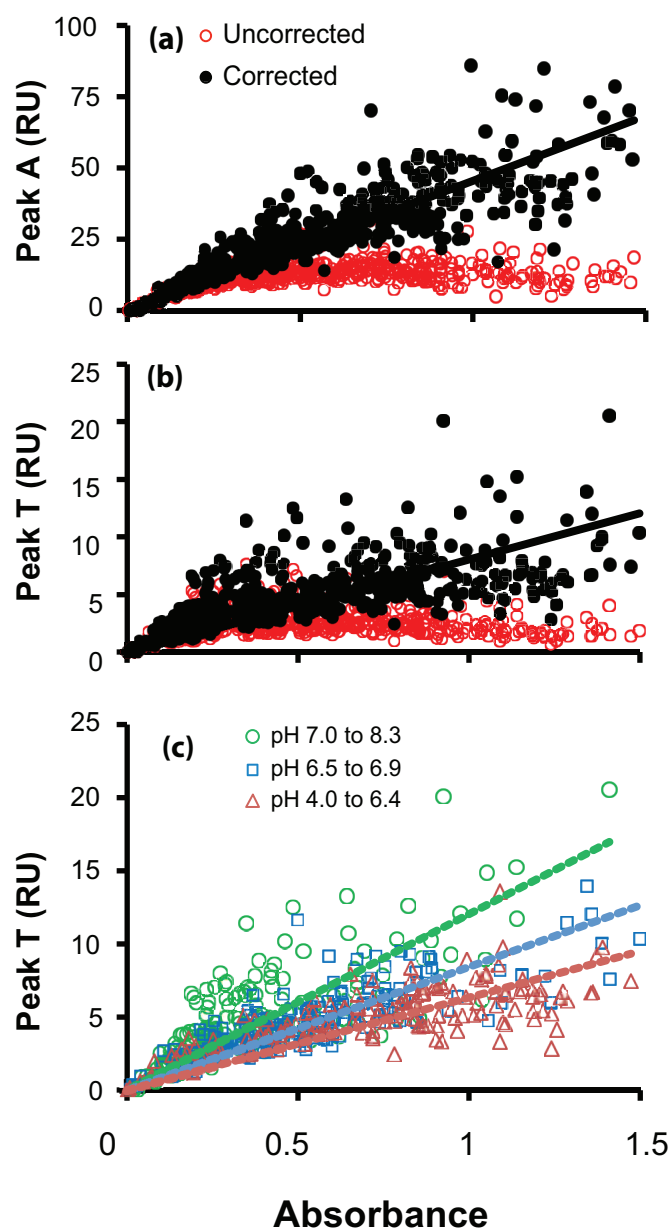 (a)
Uncorrected
Corrected
100
75
50
25
0
Peak A (RU)
(b)
25
20
15
10
5
0
Peak T (RU)
(c)
pH 7.0 to 8.3
pH 6.5 to 6.9
pH 4.0 to 6.4
25
20
15
10
5
0
Peak T (RU)
0 0.5 1 1.5
Absorbance